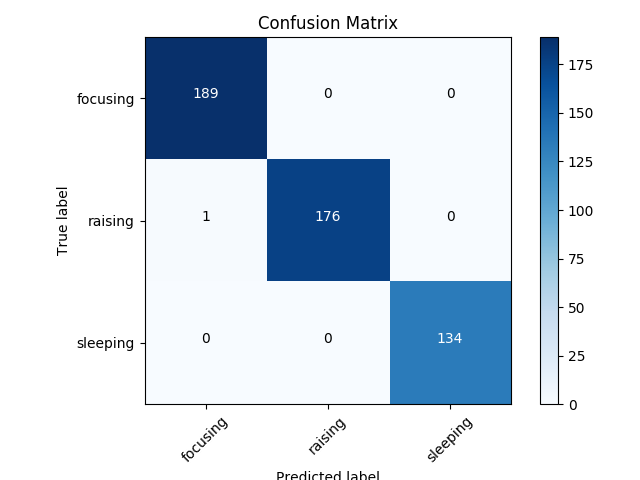 Confusion Matrix
True label
focusing 189 0 0
raising 1 176 0
sleeping 0 0 134
focusing raising sleeping
Predicted label
175
150
125
100
75
50
25
0